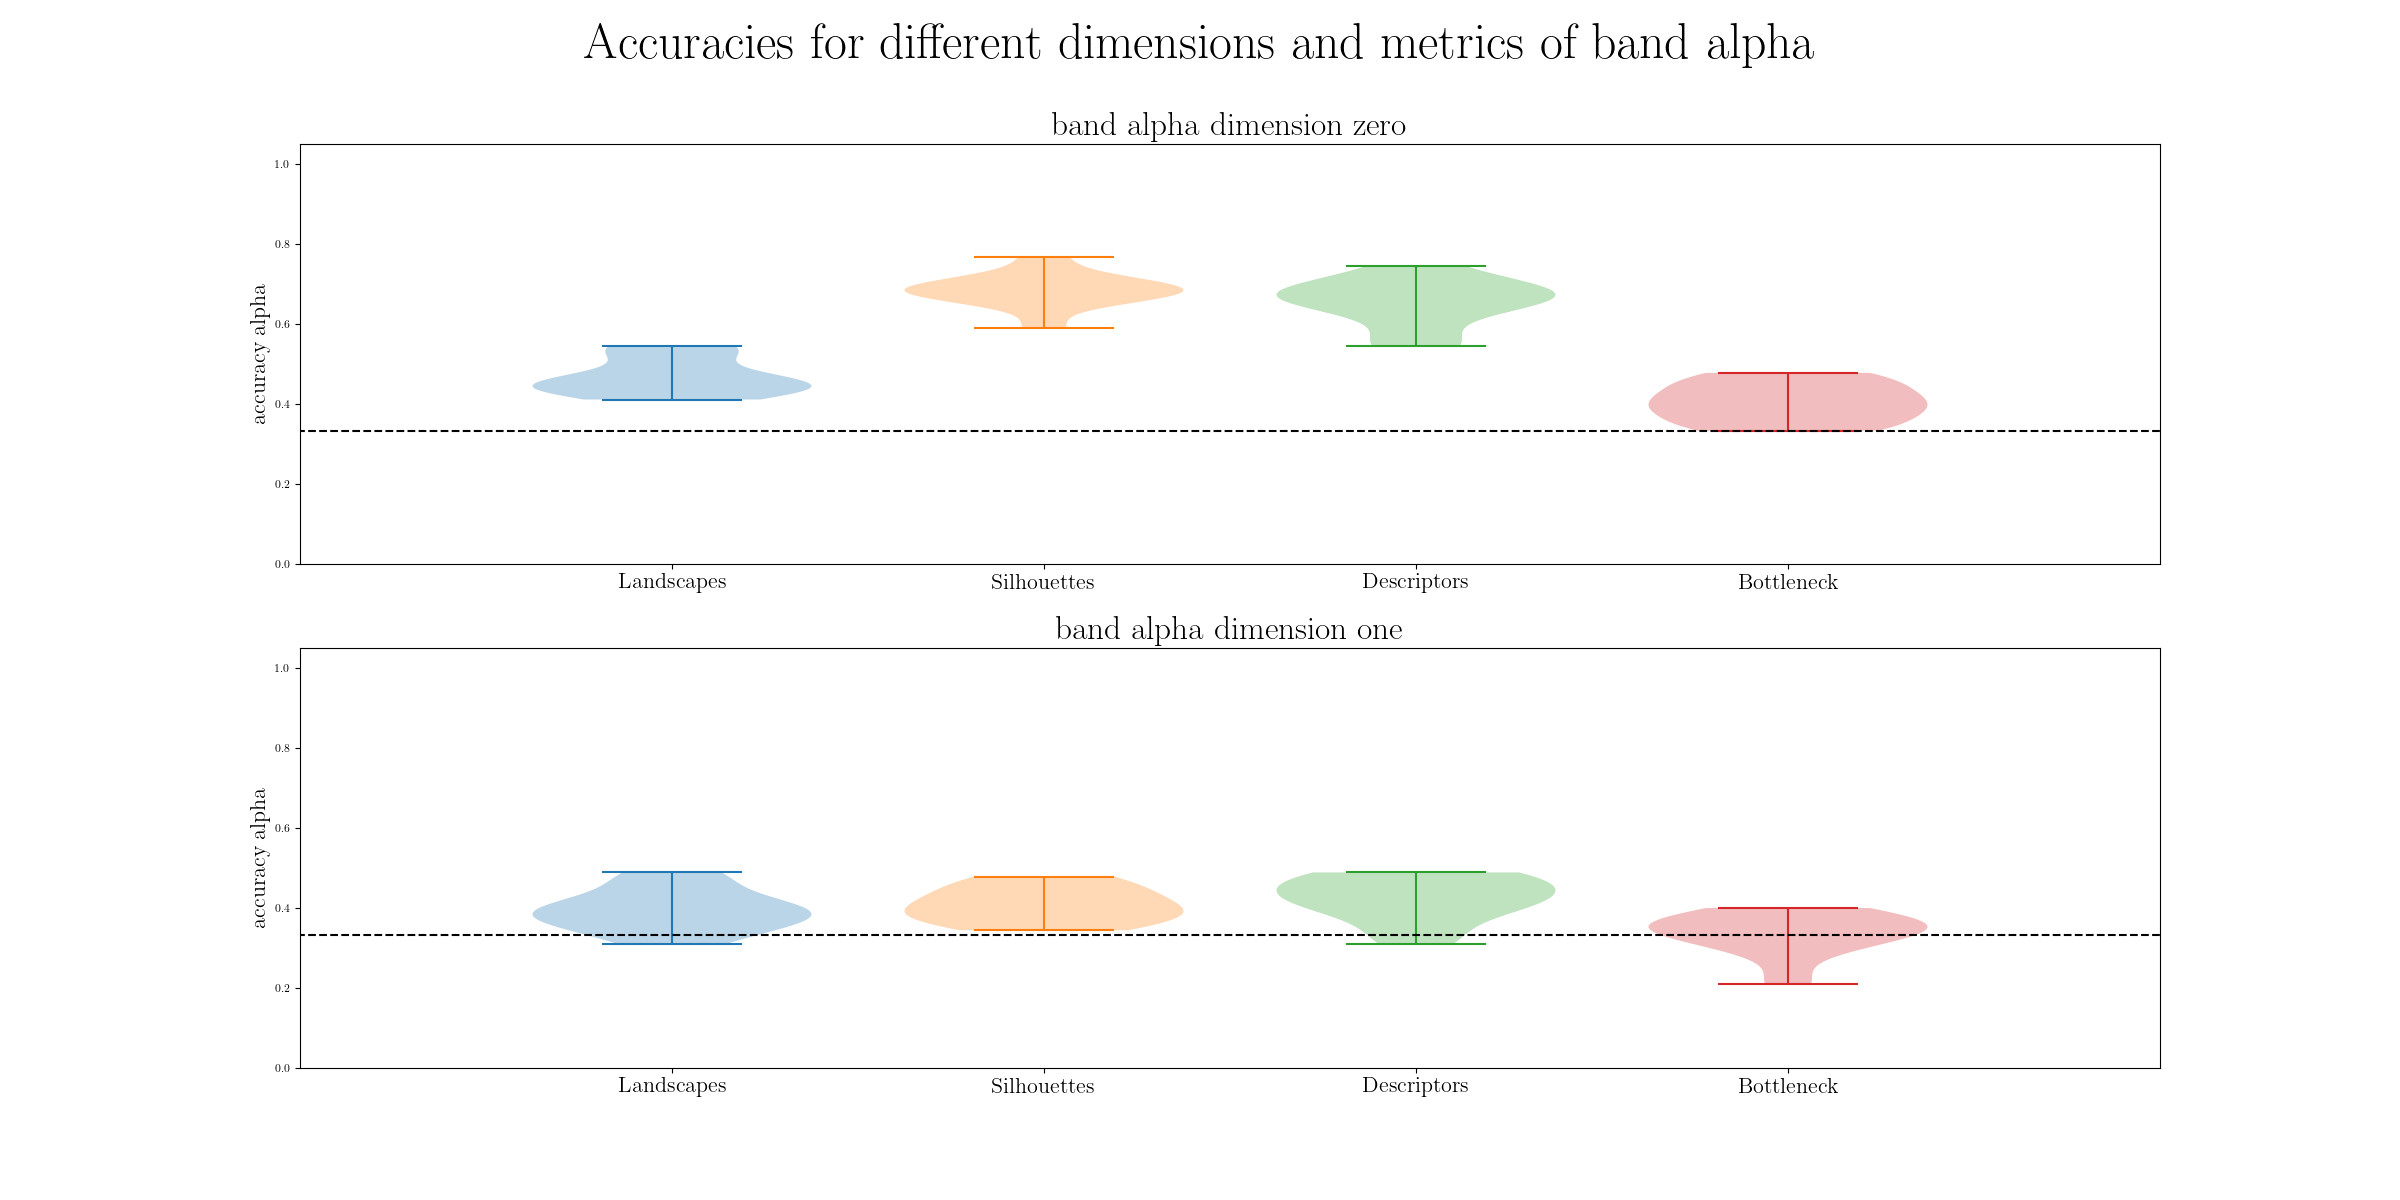 Accuracies for different dimensions and metrics of band alpha
band alpha dimension zero
accuracy alpha
1.0
0.8
0.6
0.4
0.2
0.0
Landscapes Silhouettes Descriptors Bottleneck
band alpha dimension one
accuracy alpha
1.0
0.8
0.6
0.4
0.2
0.0
Landscapes Silhouettes Descriptors Bottleneck